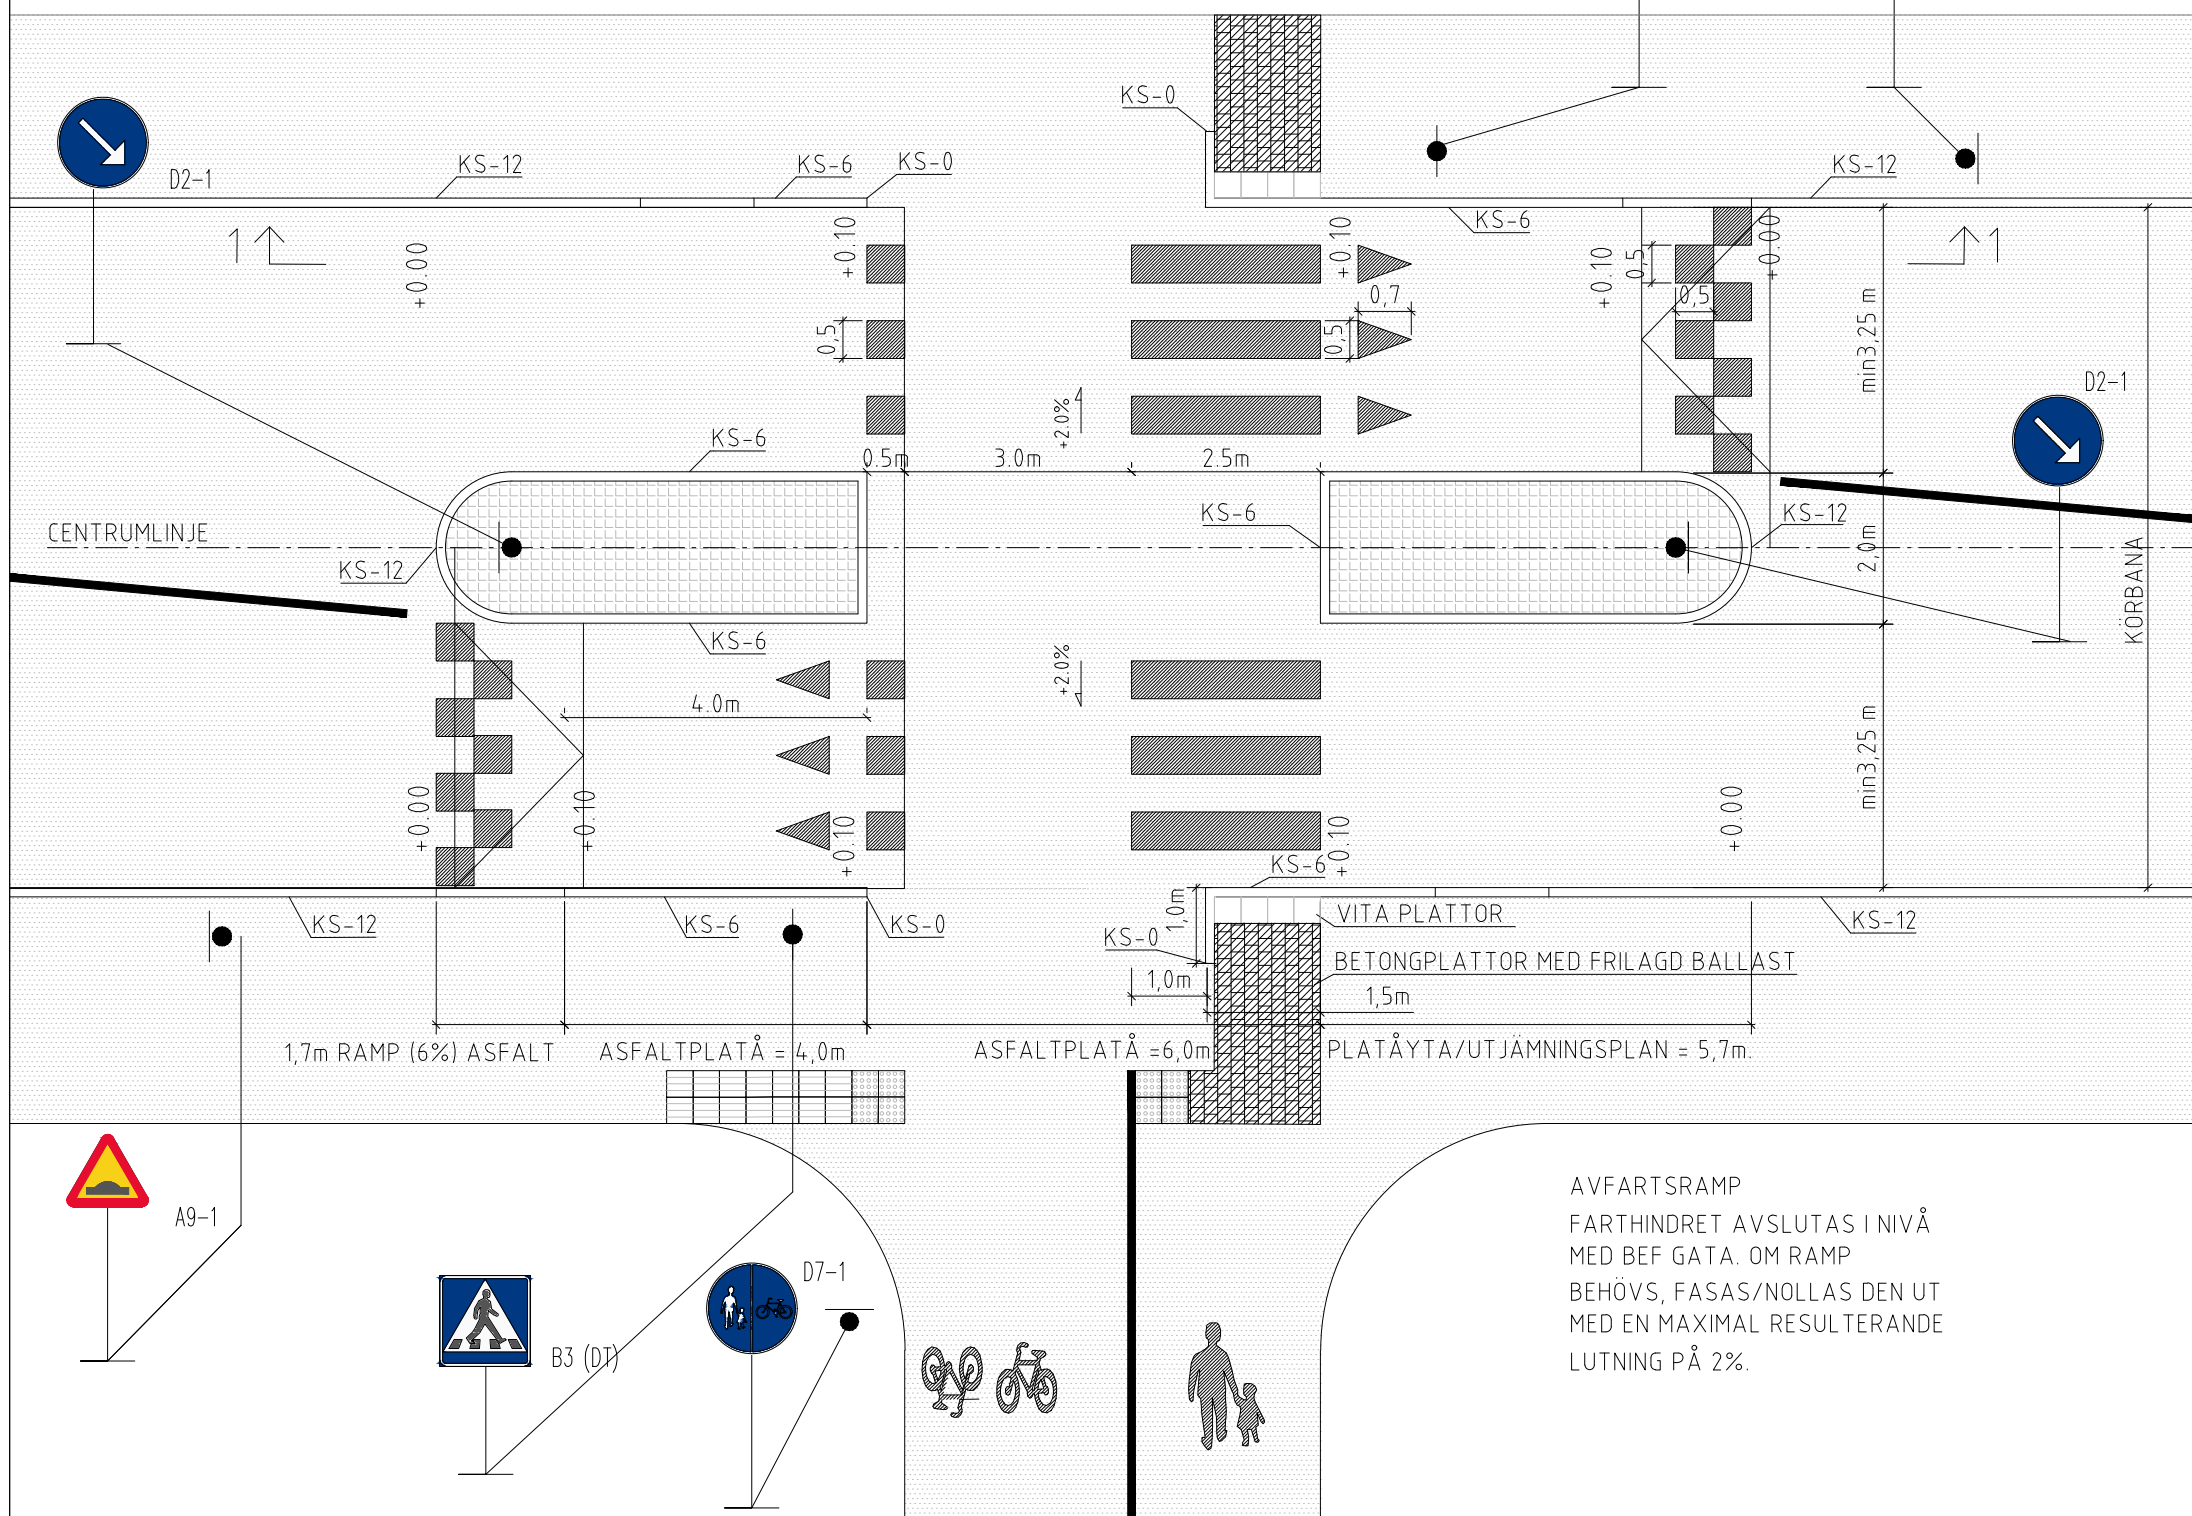 KS-0
KS-12
KS-6
KS-0
KS-12
D2-1
KS-6
1
+0.00
+0.10
+0.10
+0.10
0,5
+0.00
1
0,7
0,5
0,5
0,5
min3,25 m
D2-1
+2.0%
KS-6
0.5m
3.0m
2.5m
CENTRUMLINJE
KS-12
KS-6
KS-12
2,0m
KÖRBANA
KS-6
+2.0%
4.0m
min3,25 m
+0.00
+0.10
+0.10
+0.10
+0.00
KS-6
KS-12
KS-6
KS-0
1,0m
KS-0
VITA PLATTOR
KS-12
BETONGPLATTOR MED FRILAGD BALLAST
1,0m
1,5m
1,7m RAMP (6%) ASFALT
ASFALTPLATÅ = 4,0m
ASFALTPLATÅ =6,0m
PLATÅYTA/UTJÄMNINGSPLAN = 5,7m.
A9-1
B3 (DT)
D7-1
AVFARTSRAMP
FARTHINDRET AVSLUTAS I NIVÅ
MED BEF GATA. OM RAMP
BEHÖVS, FASAS/NOLLAS DEN UT
MED EN MAXIMAL RESULTERANDE
LUTNING PÅ 2%.